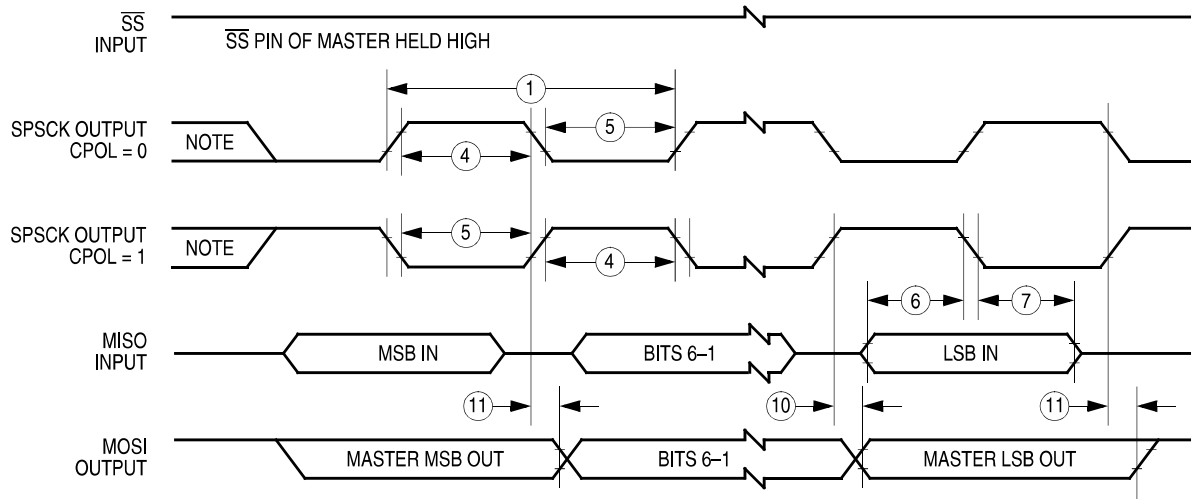 SS
INPUT
SS PIN OF MASTER HELD HIGH
1
SPSCK OUTPUT
CPOL = 0
NOTE
5
4
SPSCK OUTPUT
CPOL = 1
NOTE
5
4
6
7
MISO
INPUT
MSB IN
BITS 6–1
LSB IN
11
10
11
MOSI
OUTPUT
MASTER MSB OUT
BITS 6–1
MASTER LSB OUT